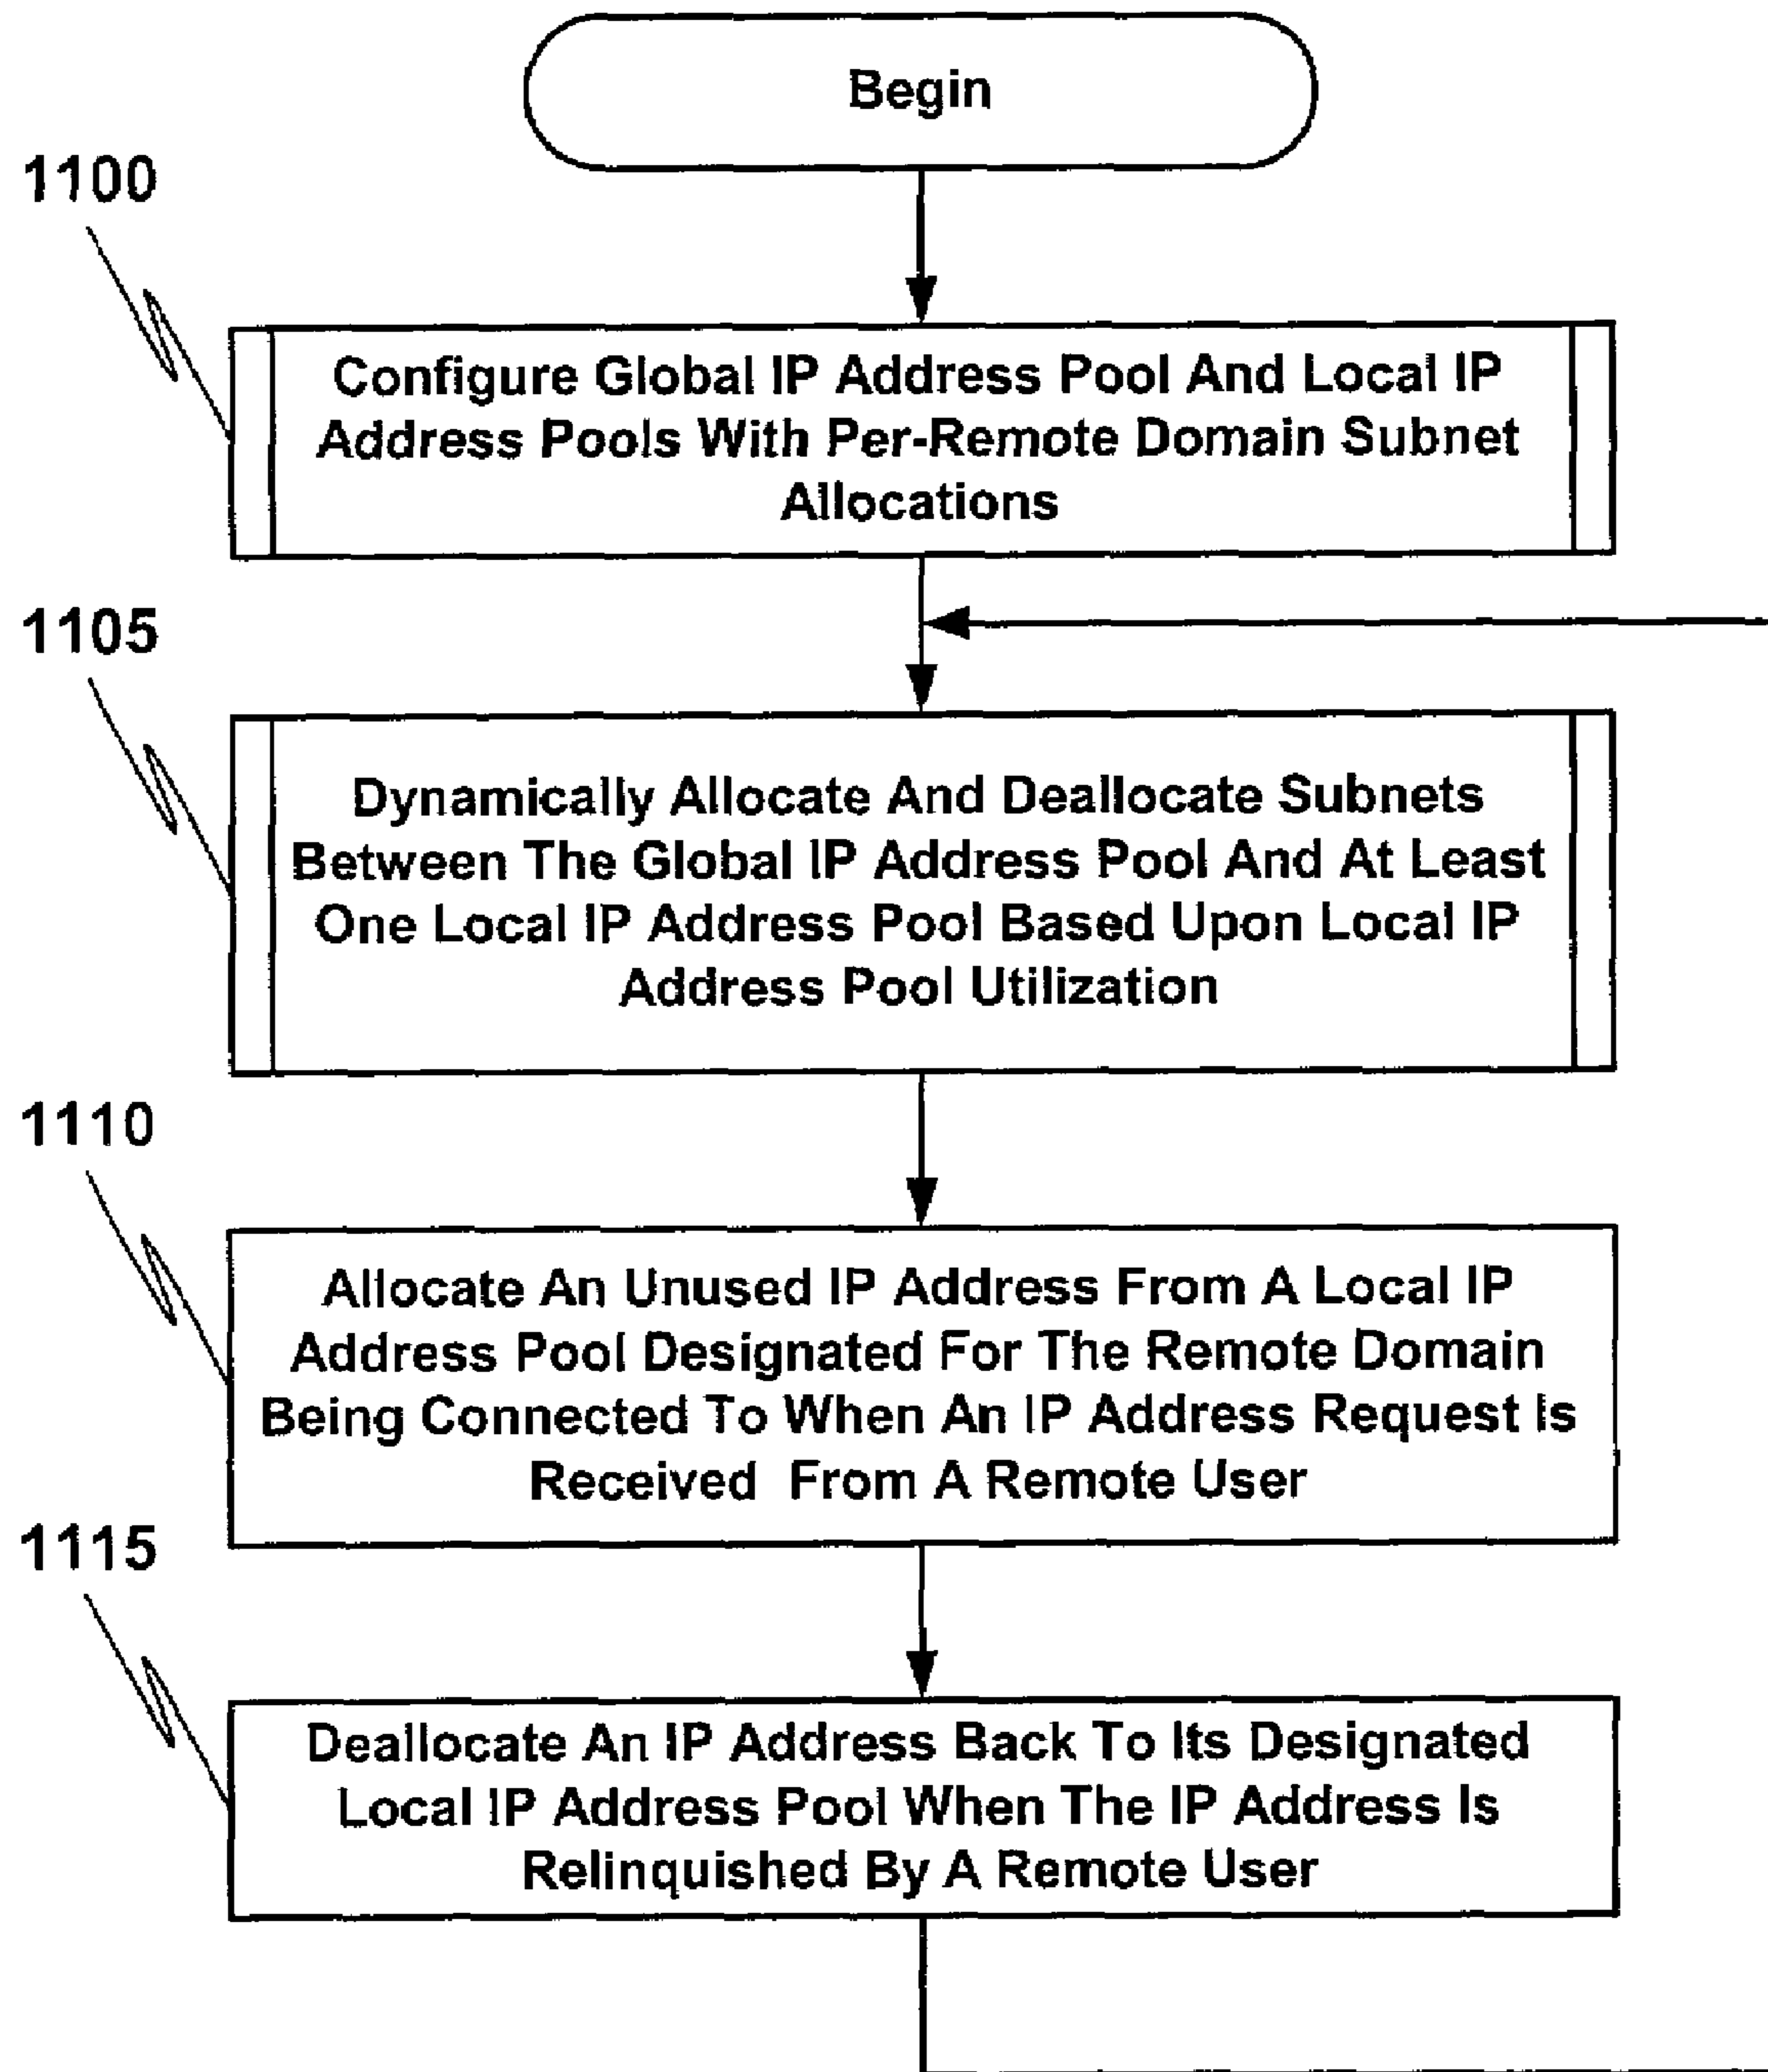 Begin
1100
Configure Global IP Address Pool And Local IP
Address Pools With Per-Remote Domain Subnet
Allocations
1105
Dynamically Allocate And Deallocate Subnets
Between The Global IP Address Pool And At Least
One Local IP Address Pool Based Upon Local IP
Address Pool Utilization
1110
Allocate An Unused IP Address From A Local IP
Address Pool Designated For The Remote Domain
Being Connected To When An IP Address Request Is
Received From A Remote User
1115
Deallocate An IP Address Back To Its Designated
Local IP Address Pool When The IP Address Is
Relinquished By A Remote User